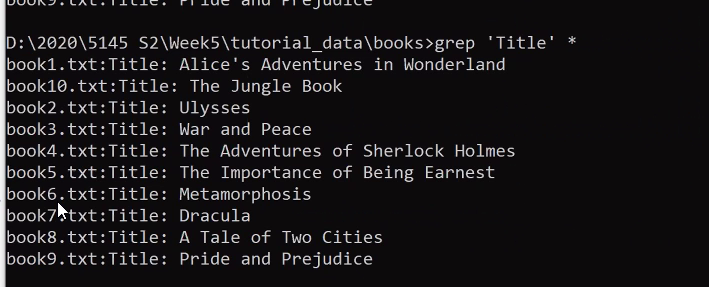 book9.txt:Title: Pride and Prejudice
D:\2020\5145 S2\Week5\tutorial_data\books>grep 'Title' *
book1.txt:Title: Alice's Adventures in Wonderland
book10.txt:Title: The Jungle Book
book2.txt:Title: Ulysses
book3.txt:Title: War and Peace
book4.txt:Title: The Adventures of Sherlock Holmes
book5.txt:Title: The Importance of Being Earnest
book6.txt:Title: Metamorphosis
book7.txt:Title: Dracula
book8.txt:Title: A Tale of Two Cities
book9.txt:Title: Pride and Prejudice